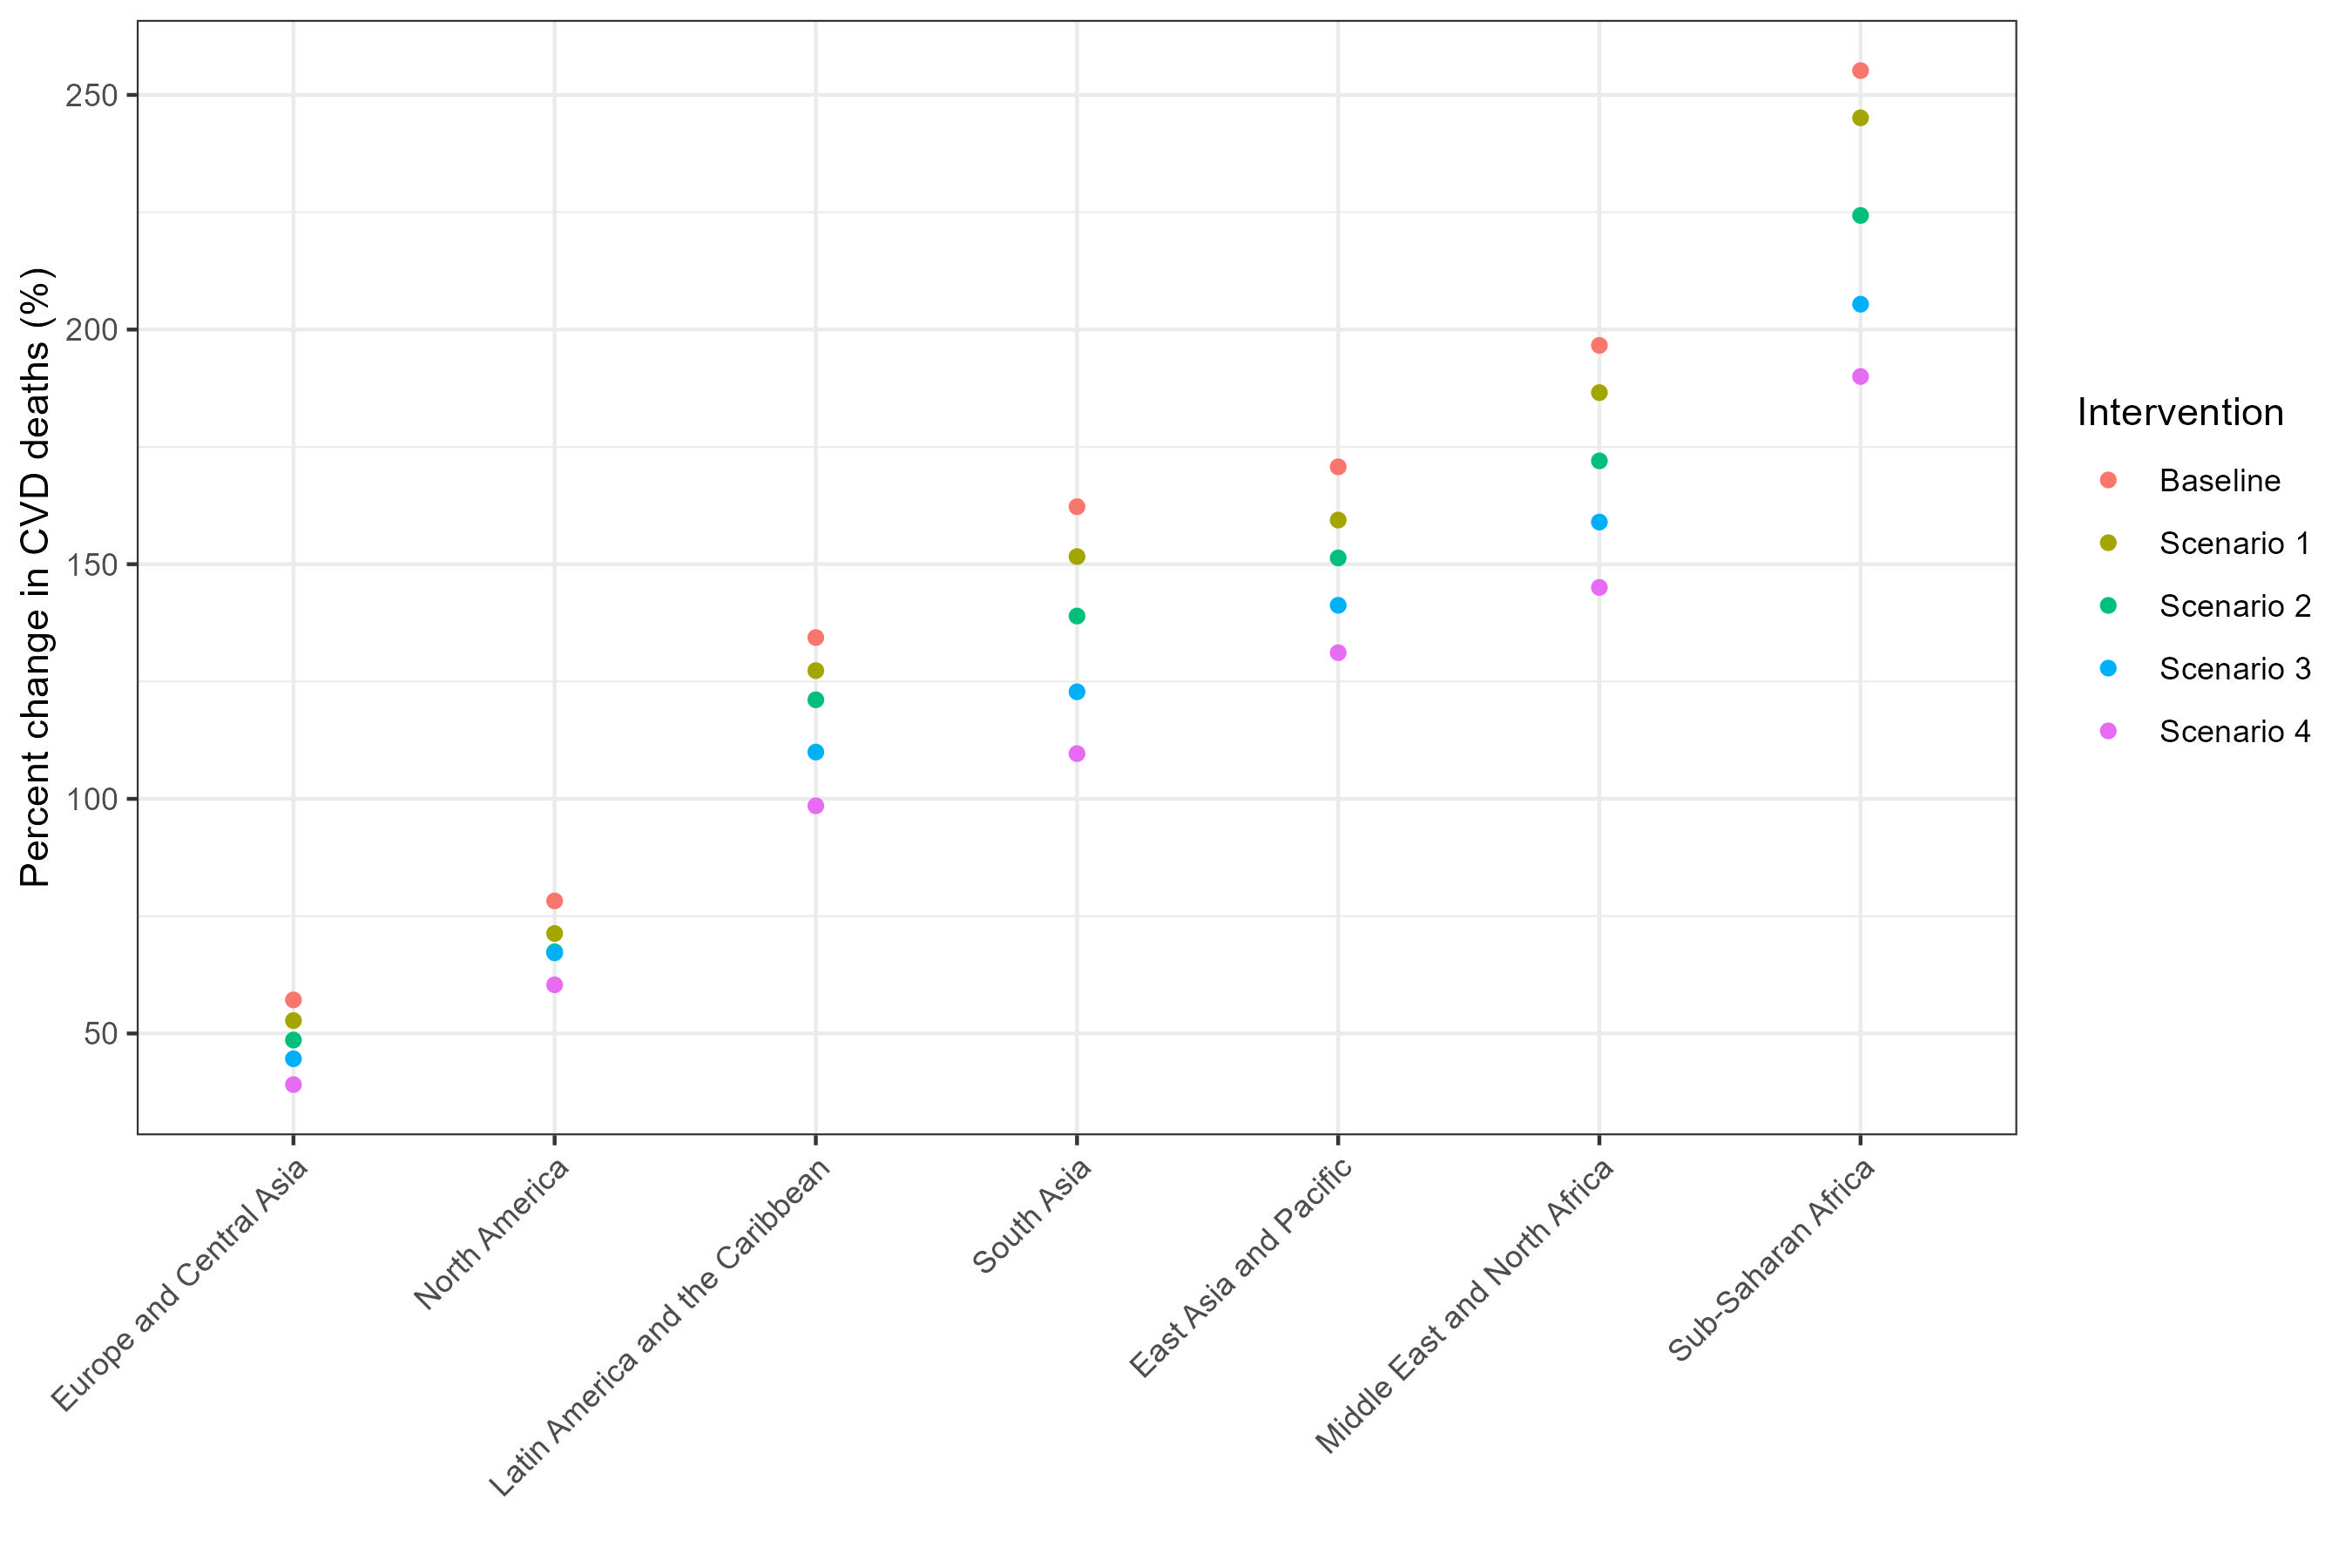 Percent change in CVD deaths (%)
250
200
150
100
50
Europe and Central Asia
North America
Latin America and the Caribbean
South Asia
East Asia and Pacific
Middle East and North Africa
Sub-Saharan Africa
Intervention
Baseline
Scenario 1
Scenario 2
Scenario 3
Scenario 4